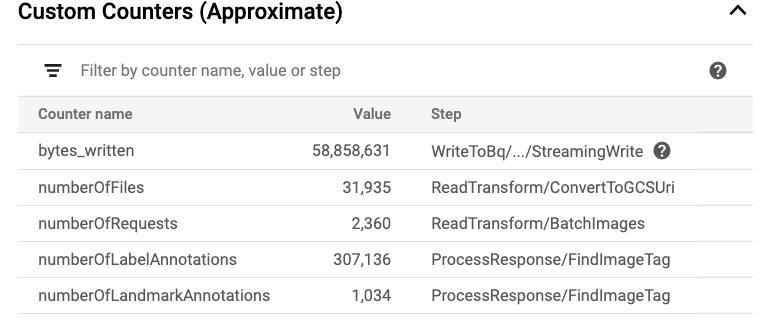 Custom Counters (Approximate)
Filter by counter name, value or step
Counter name Value Step
bytes_written 58,858,631 WriteToBq/.../StreamingWrite
numberOfFiles 31,935 ReadTransform/ConvertToGCSUri
numberOfRequests 2,360 ReadTransform/BatchImages
numberOfLabelAnnotations 307,136 ProcessResponse/FindImageTag
numberOfLandmarkAnnotations 1,034 ProcessResponse/FindImageTag